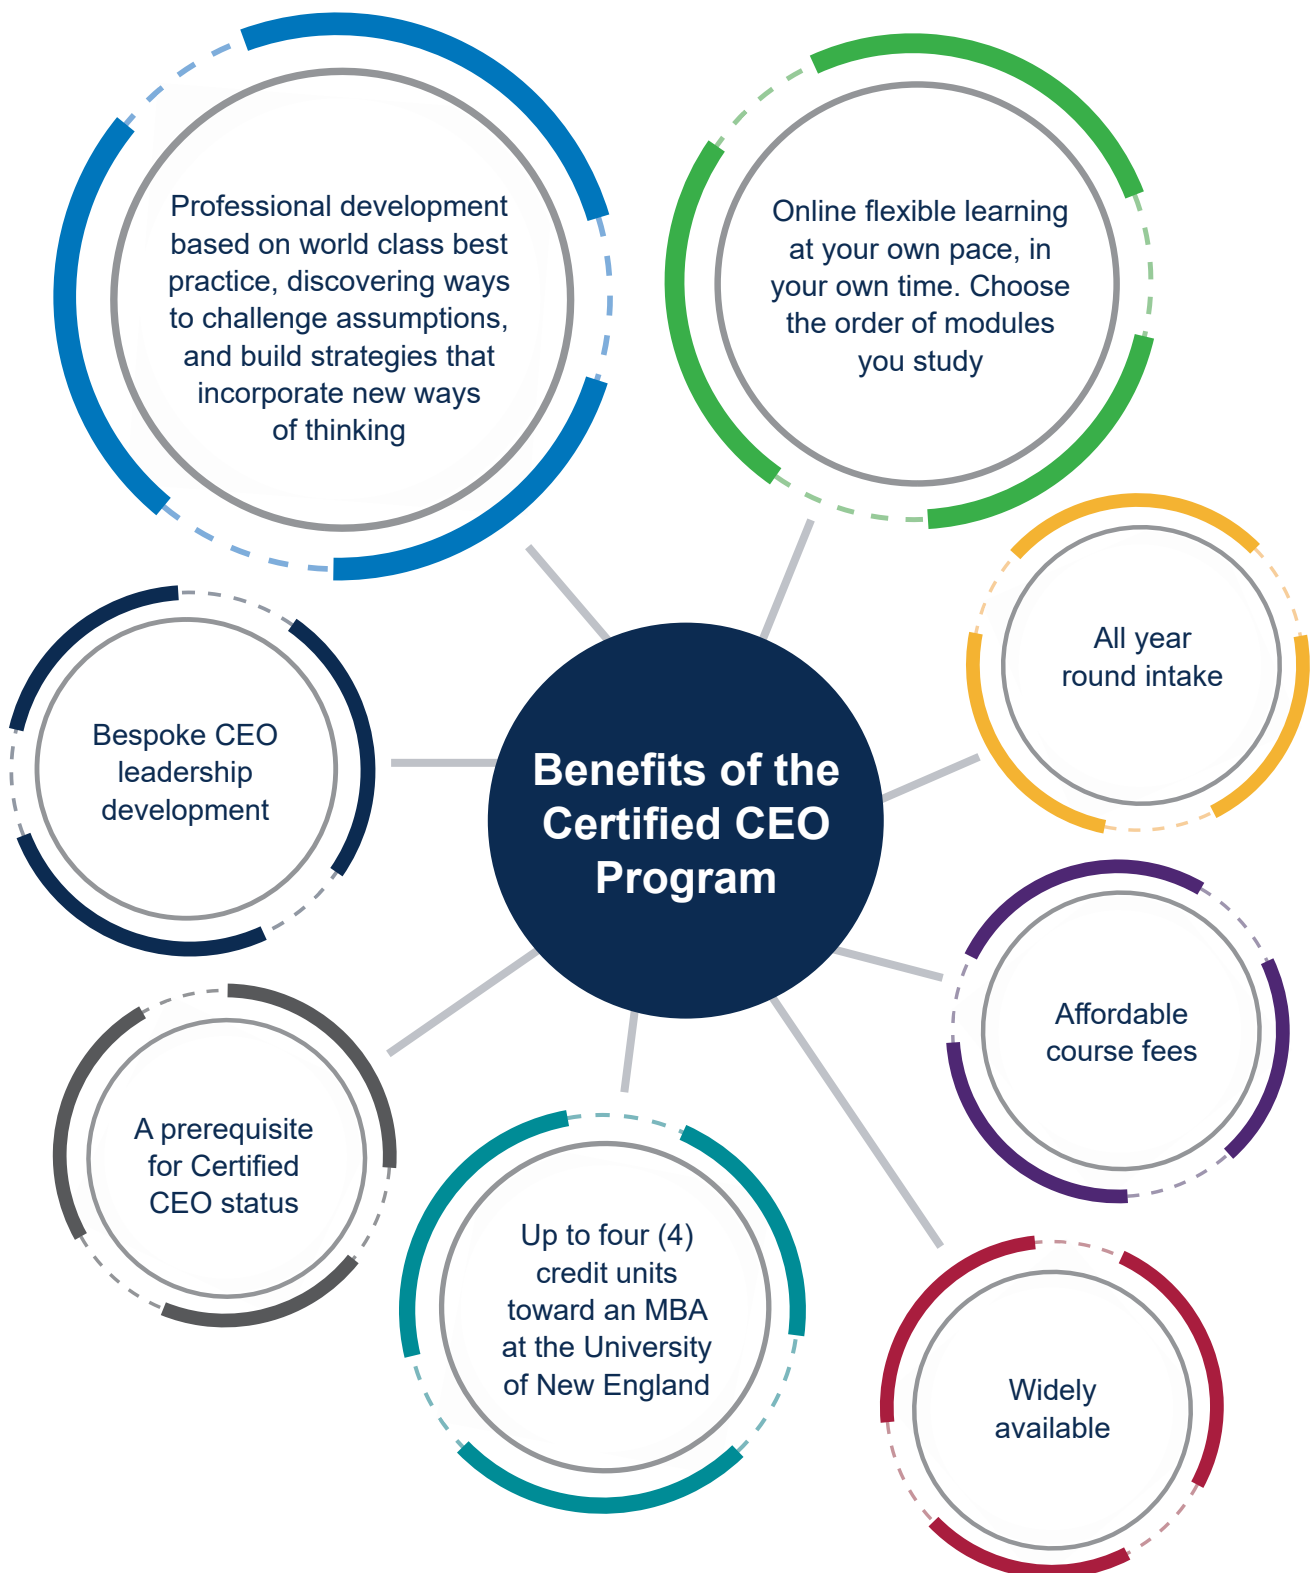 Professional development
based on world class best
practice, discovering ways
to challenge assumptions,
and build strategies that
incorporate new ways
of thinking
Online flexible learning
at your own pace, in
your own time. Choose
the order of modules
you study
All year
round intake
Bespoke CEO
leadership
development
Benefits of the
Certified CEO
Program
Affordable
course fees
A prerequisite
for Certified
CEO status
Up to four (4)
credit units
toward an MBA
at the University
of New England
Widely
available